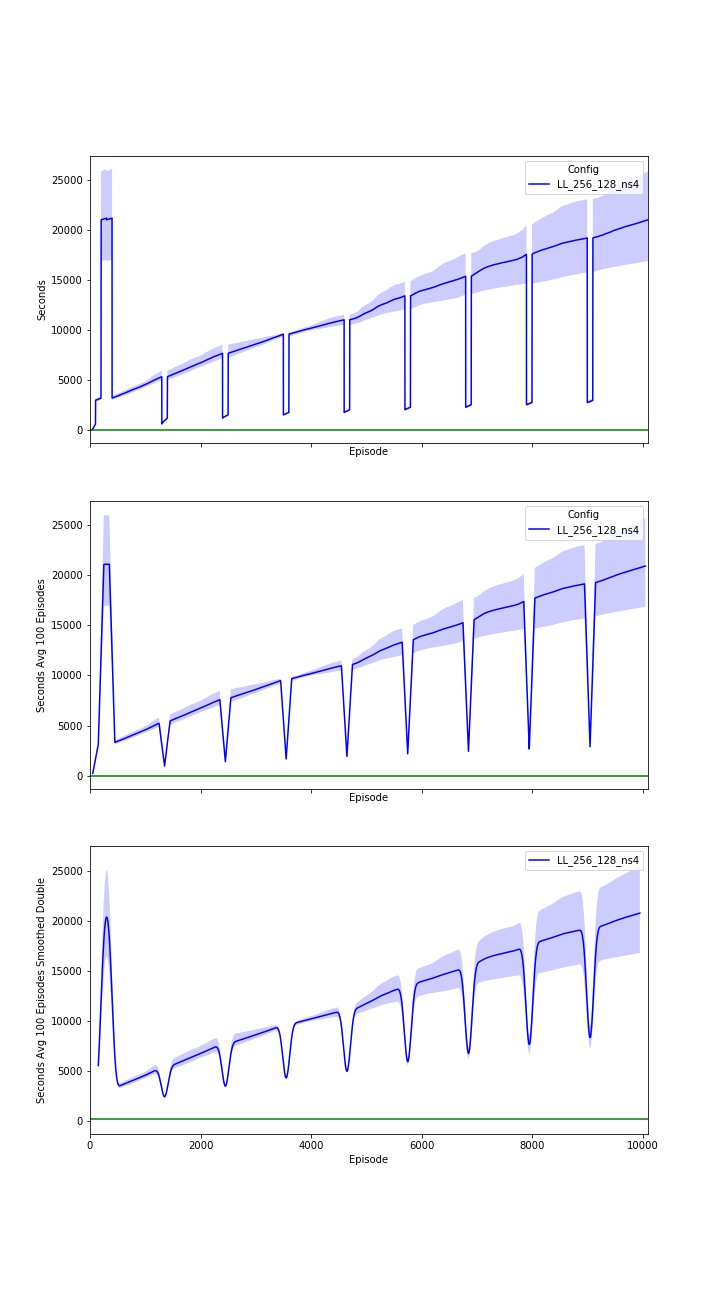 Config
LL_256_128_ns4
25000
20000
15000
10000
5000
0
Seconds
Episode
Config
LL_256_128_ns4
25000
20000
15000
10000
5000
0
Seconds Avg 100 Episodes
Episode
LL_256_128_ns4
25000
20000
15000
10000
5000
0
Seconds Avg 100 Episodes Smoothed Double
0 2000 4000 6000 8000 10000
Episode